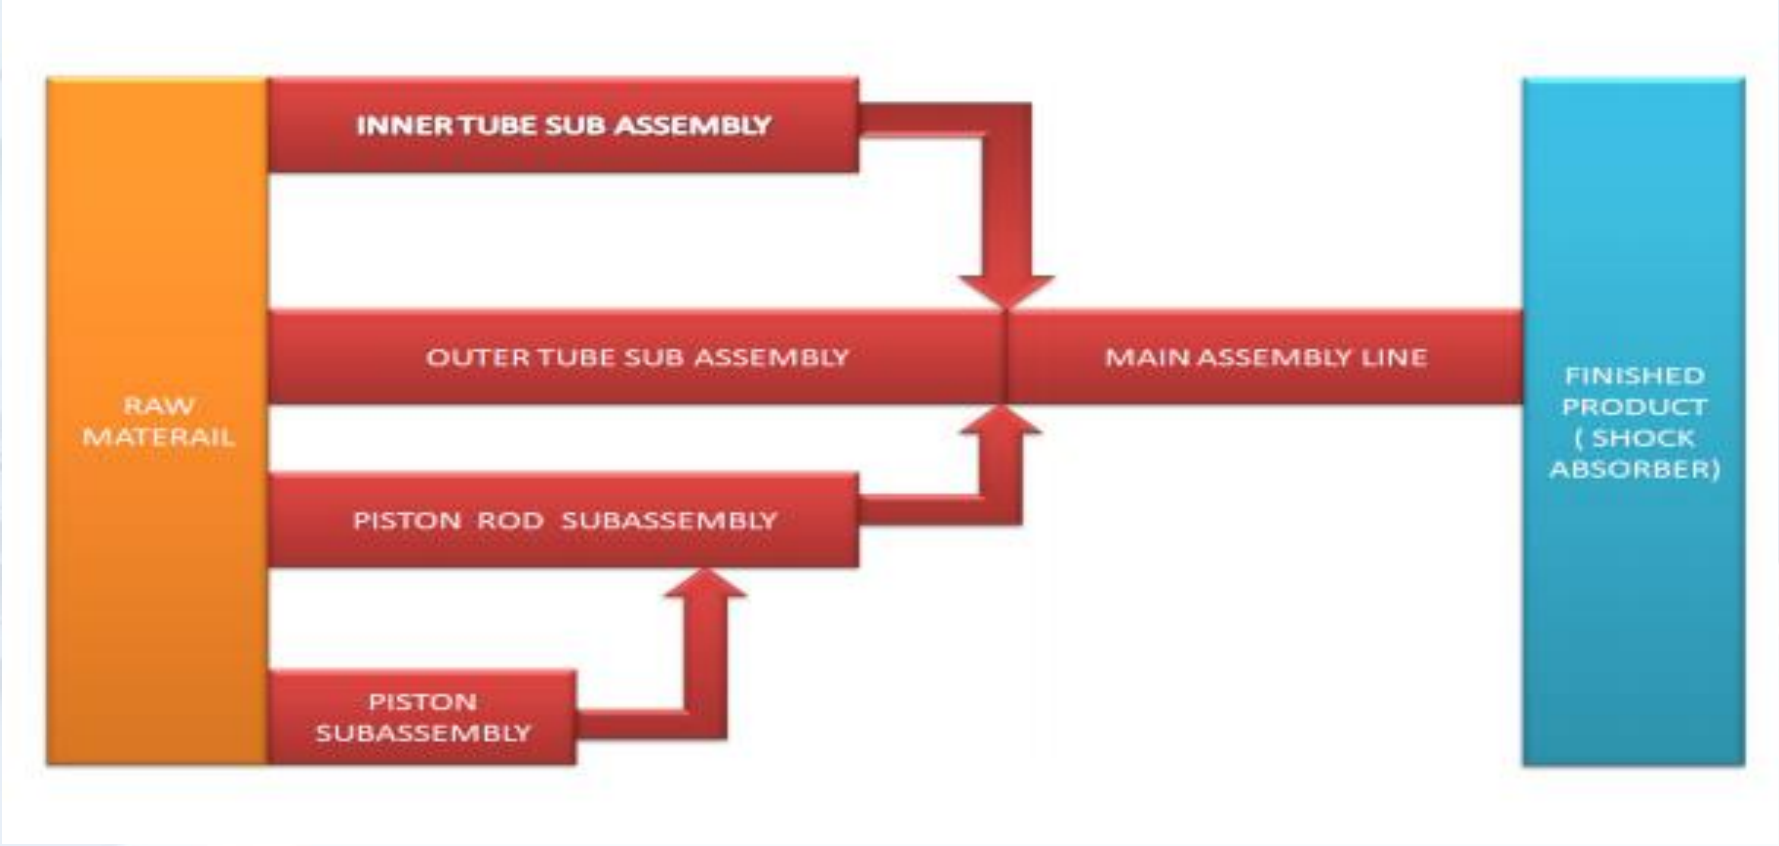 INNER TUBE SUB ASSEMBLY
OUTER TUBE SUB ASSEMBLY
MAIN ASSEMBLY LINE
RAW
MATERAIL
FINISHED
PRODUCT
( SHOCK
ABSORBER)
PISTON ROD SUBASSEMBLY
PISTON
SUBASSEMBLY